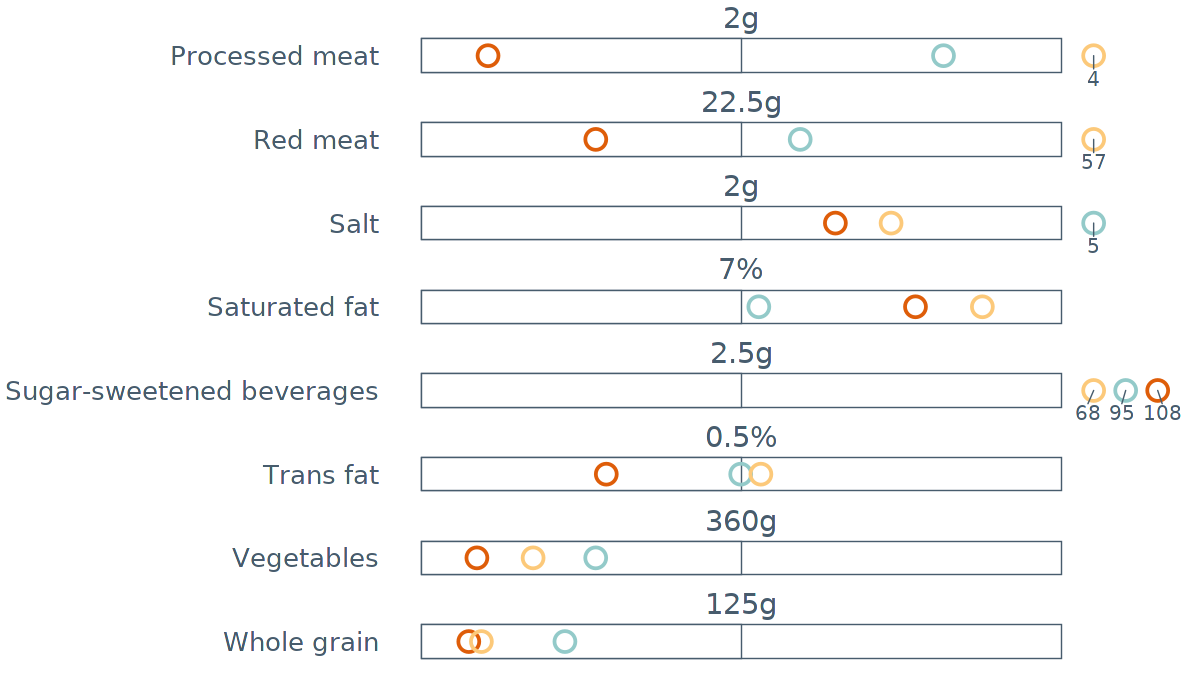 2g
Processed meat
4
22.5g
Red meat
57
2g
Salt
5
7%
Saturated fat
2.5g
Sugar-sweetened beverages
68 95 108
0.5%
Trans fat
360g
Vegetables
125g
Whole grain